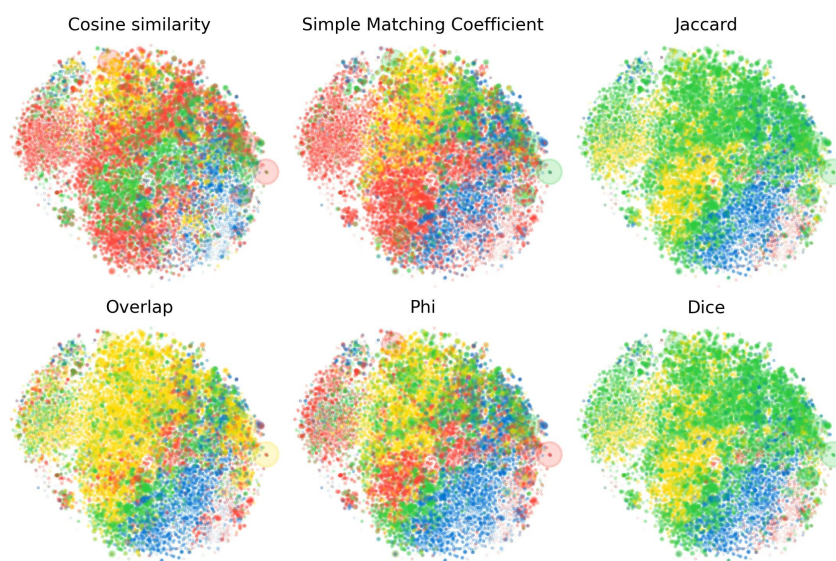 Cosine similarity
Simple Matching Coefficient
Jaccard
Overlap
Phi
Dice